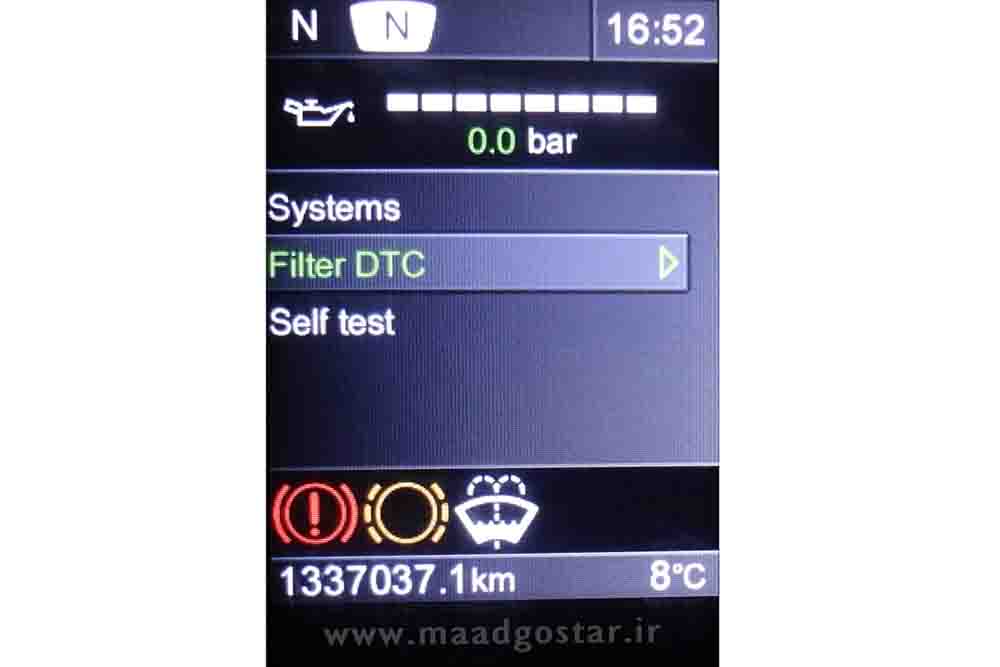 N N 16:52
0.0 bar
Systems
Filter DTC
Self test
1337037.1km 8°C
www.maadgostar.ir